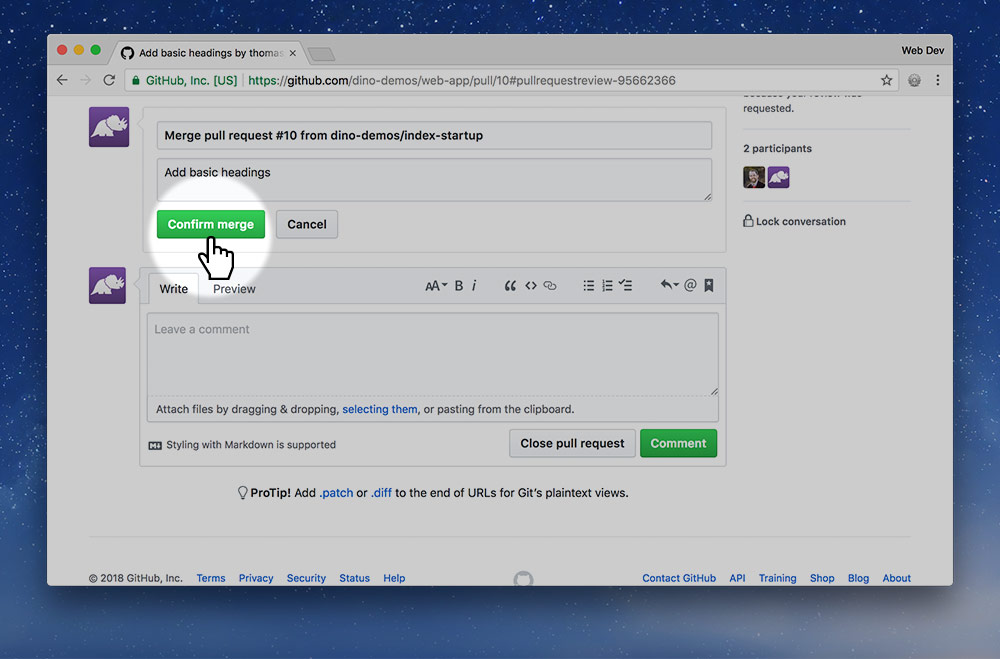 Add basic headings by thomas
Web Dev
GitHub, Inc. [US] https://github.com/dino-demos/web-app/pull/10#pullrequestreview-95662366
requested.
Merge pull request #10 from dino-demos/index-startup
2 participants
Add basic headings
Lock conversation
Confirm merge Cancel
Write Preview AA B i
Leave a comment
Attach files by dragging & dropping, selecting them, or pasting from the clipboard.
Styling with Markdown is supported
Close pull request Comment
ProTip! Add .patch or .diff to the end of URLs for Git’s plaintext views.
© 2018 GitHub, Inc. Terms Privacy Security Status Help Contact GitHub API Training Shop Blog About